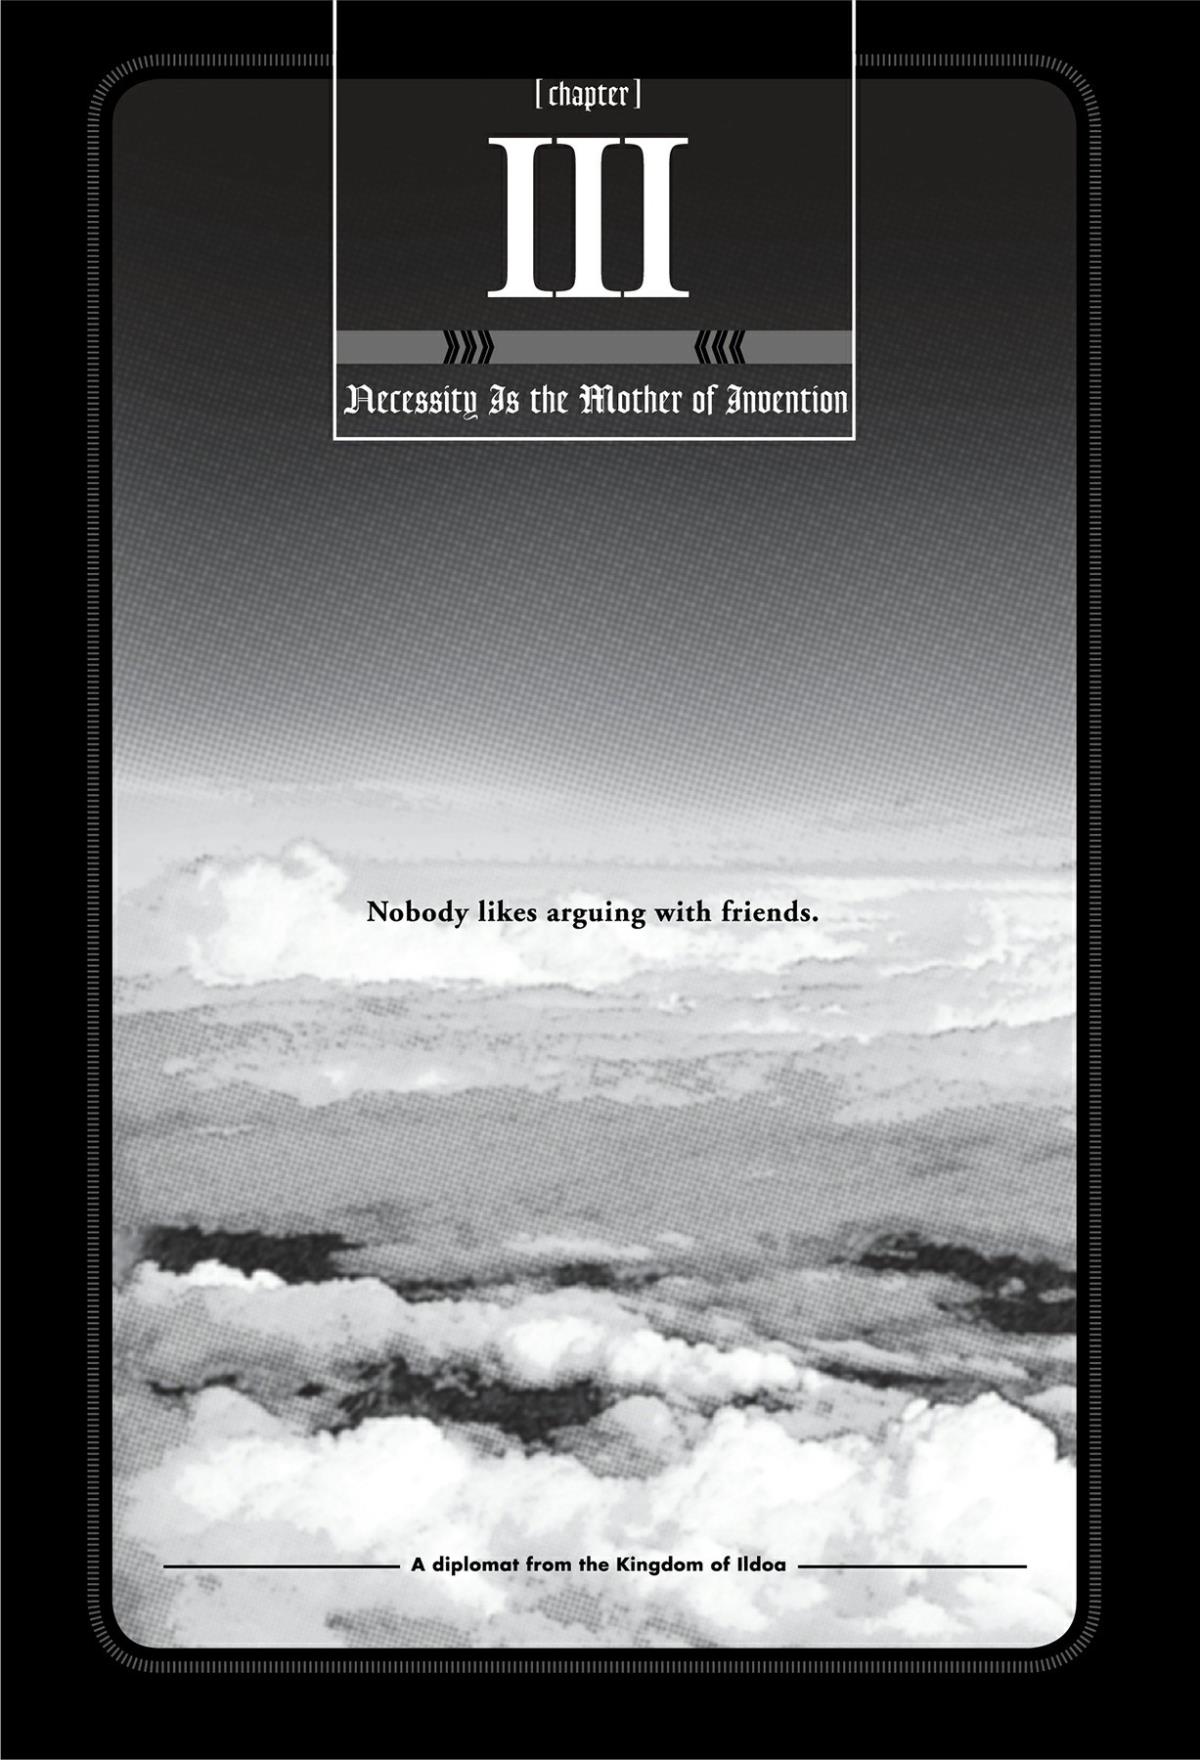 [chapter]
III
Necessity Is the Mother of Invention
Nobody likes arguing with friends.
A diplomat from the Kingdom of Ildoa